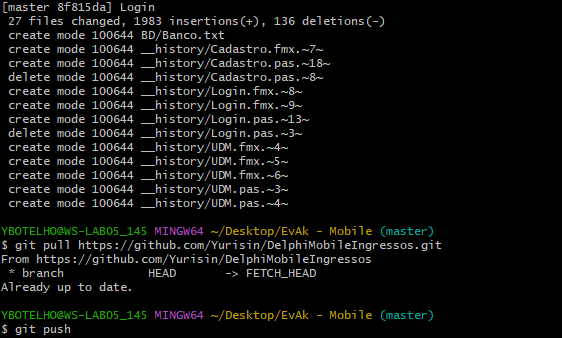 [master 8f815da] Login
27 files changed, 1983 insertions(+), 136 deletions(-)
create mode 100644 BD/Banco.txt
create mode 100644 __history/Cadastro.fmx.~7~
create mode 100644 __history/Cadastro.pas.~18~
delete mode 100644 __history/Cadastro.pas.~8~
create mode 100644 __history/Login.fmx.~8~
create mode 100644 __history/Login.fmx.~9~
create mode 100644 __history/Login.pas.~13~
delete mode 100644 __history/Login.pas.~3~
create mode 100644 __history/UDM.fmx.~4~
create mode 100644 __history/UDM.fmx.~5~
create mode 100644 __history/UDM.fmx.~6~
create mode 100644 __history/UDM.pas.~3~
create mode 100644 __history/UDM.pas.~4~
YBOTELHO@WS-LAB05_145 MINGW64 ~/Desktop/EvAk - Mobile (master)
$ git pull https://github.com/Yurisin/DelphiMobileIngressos.git
From https://github.com/Yurisin/DelphiMobileIngressos
* branch HEAD -> FETCH_HEAD
Already up to date.
YBOTELHO@WS-LAB05_145 MINGW64 ~/Desktop/EvAk - Mobile (master)
$ git push